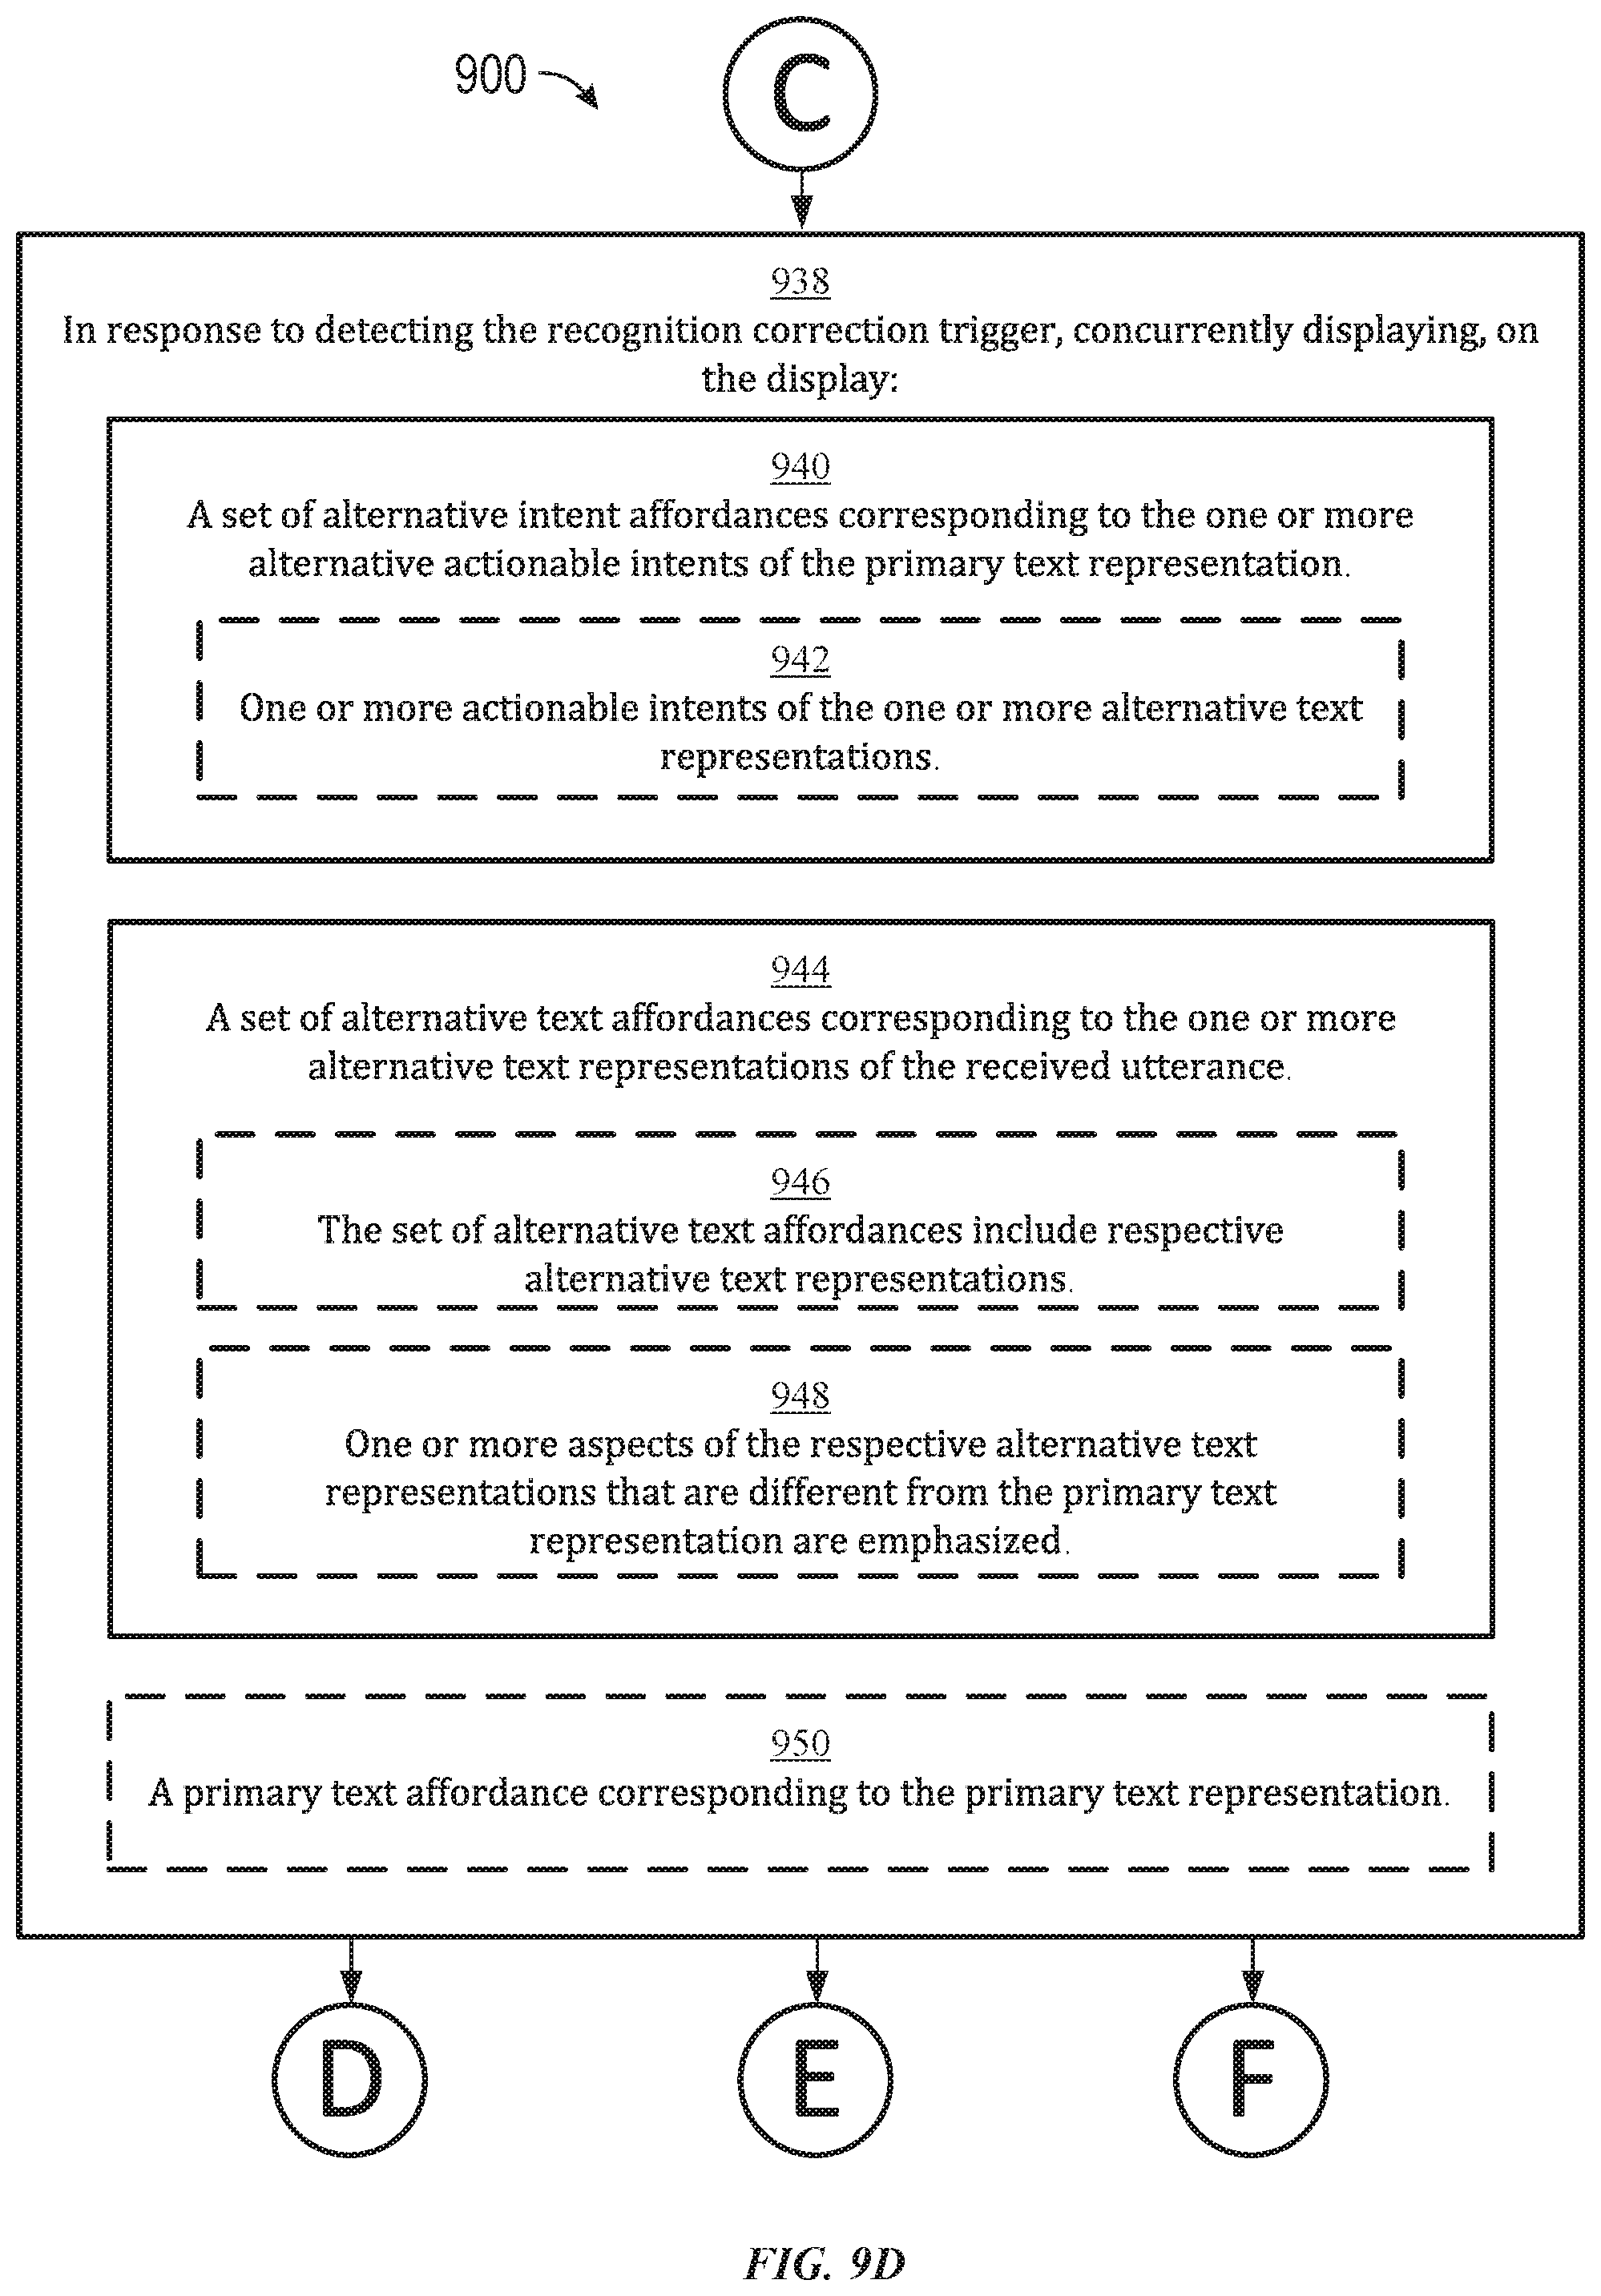 900
C
938
In response to detecting the recognition correction trigger, concurrently displaying, on
the display:
940
A set of alternative intent affordances corresponding to the one or more
alternative actionable intents of the primary text representation.
942
One or more actionable intents of the one or more alternative text
representations.
944
A set of alternative text affordances corresponding to the one or more
alternative text representations of the received utterance.
946
The set of alternative text affordances include respective
alternative text representations.
948
One or more aspects of the respective alternative text
representations that are different from the primary text
representation are emphasized.
950
A primary text affordance corresponding to the primary text representation.
D
E
F
FIG. 9D